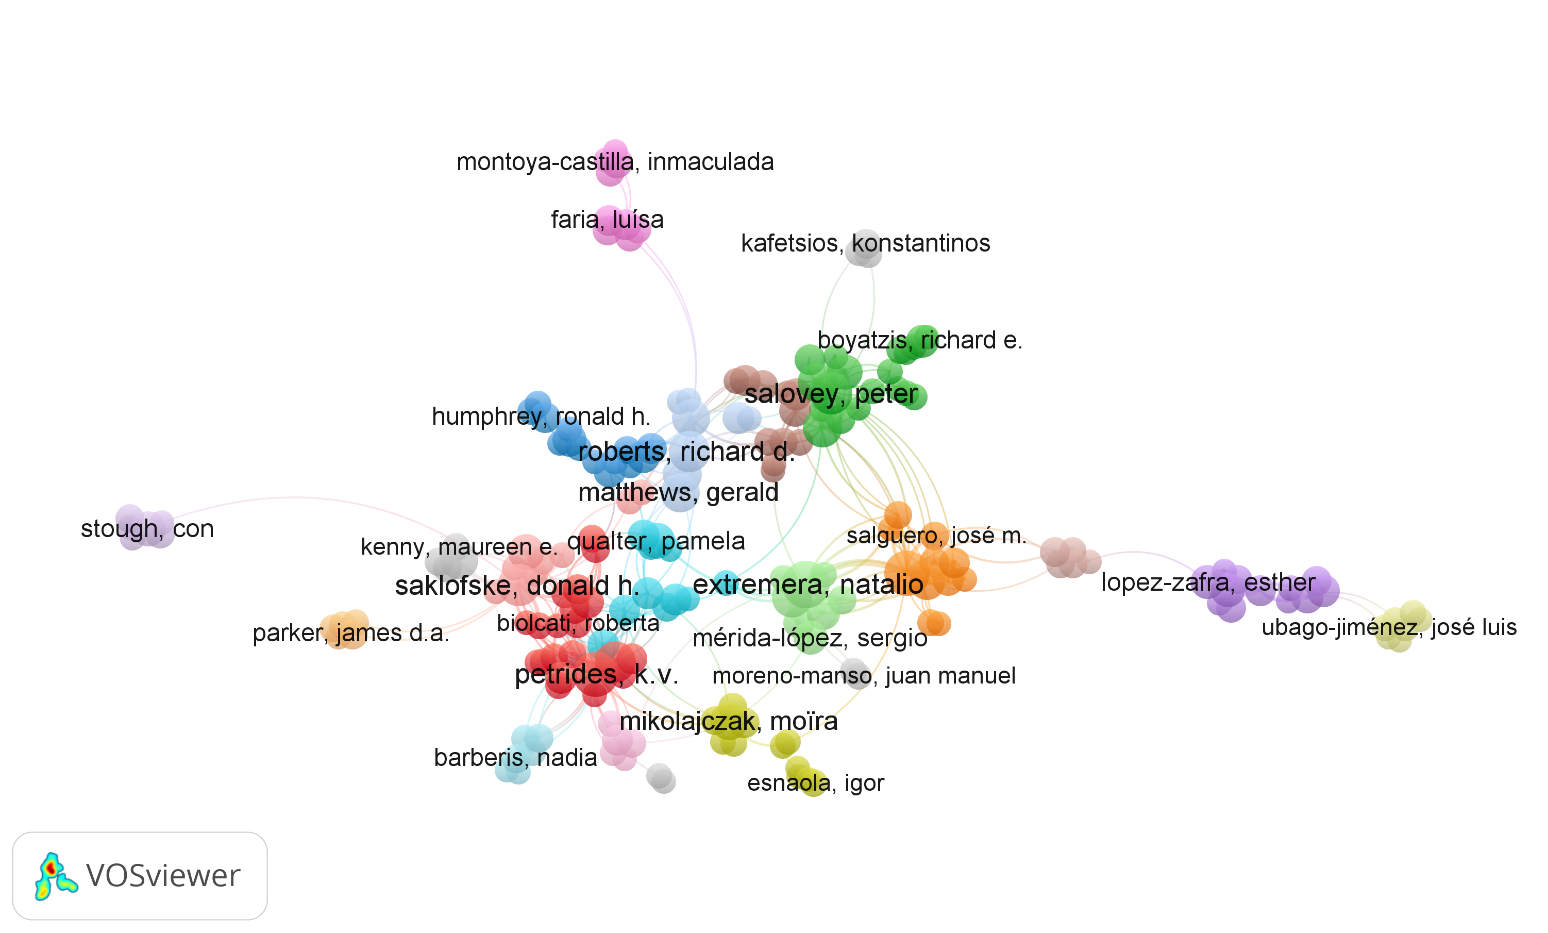 montoya-castilla, inmaculada
faria, luísa
kafetsios, konstantinos
boyatzis, richard e.
salovey, peter
humphrey, ronald h.
roberts, richard d.
matthews, gerald
stough, con
kenny, maureen e.
qualter, pamela
salguero, josé m.
saklofske, donald h.
extremera, natalio
lopez-zafra, esther
biolcati, roberta
parker, james d.a.
mérida-lópez, sergio
ubago-jiménez, josé luis
petrides, k.v.
moreno-manso, juan manuel
mikolajczak, moïra
barberis, nadia
esnaola, igor
VOSviewer